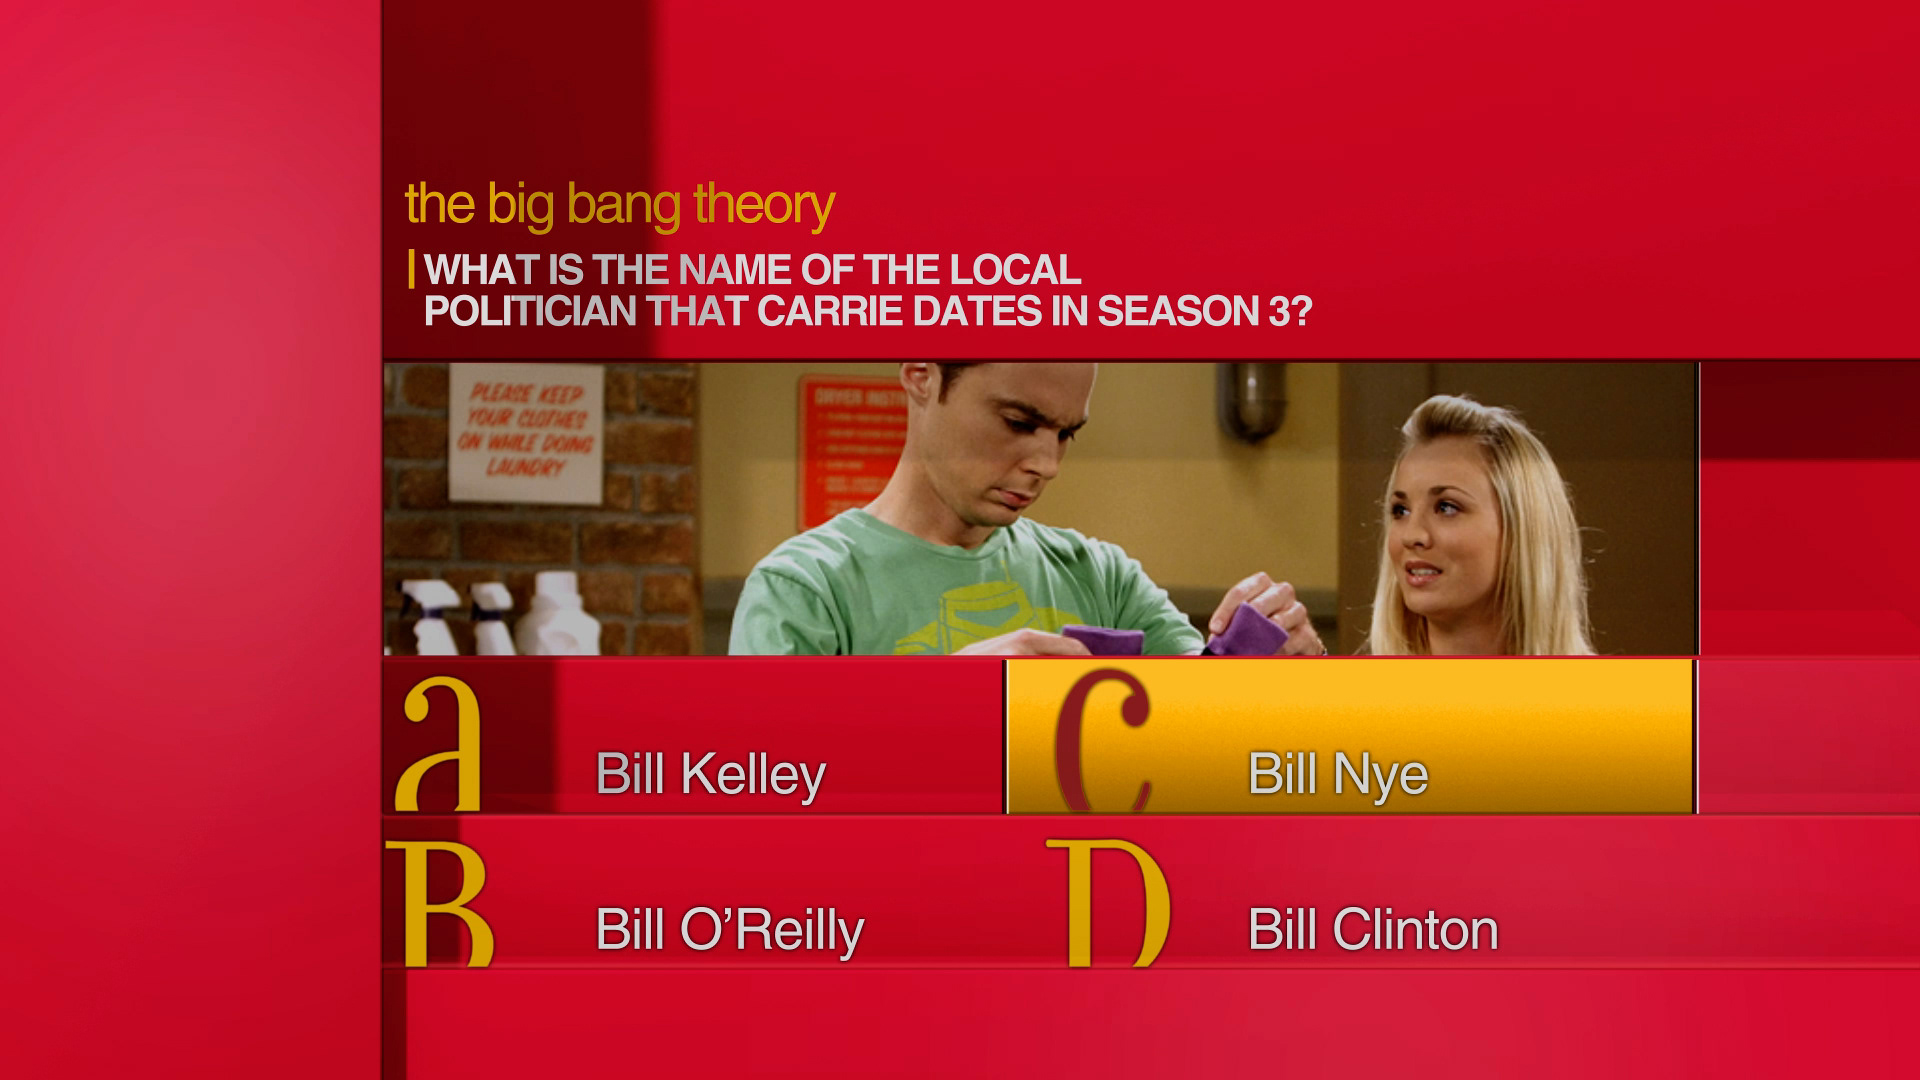 the big bang theory
WHAT IS THE NAME OF THE LOCAL
POLITICIAN THAT CARRIE DATES IN SEASON 3?
PLEASE KEEP
YOUR CLOTHES
ON WHILE DOING
LAUNDRY
DRYER
a
Bill Kelley
C
Bill Nye
B
Bill O’Reilly
D
Bill Clinton